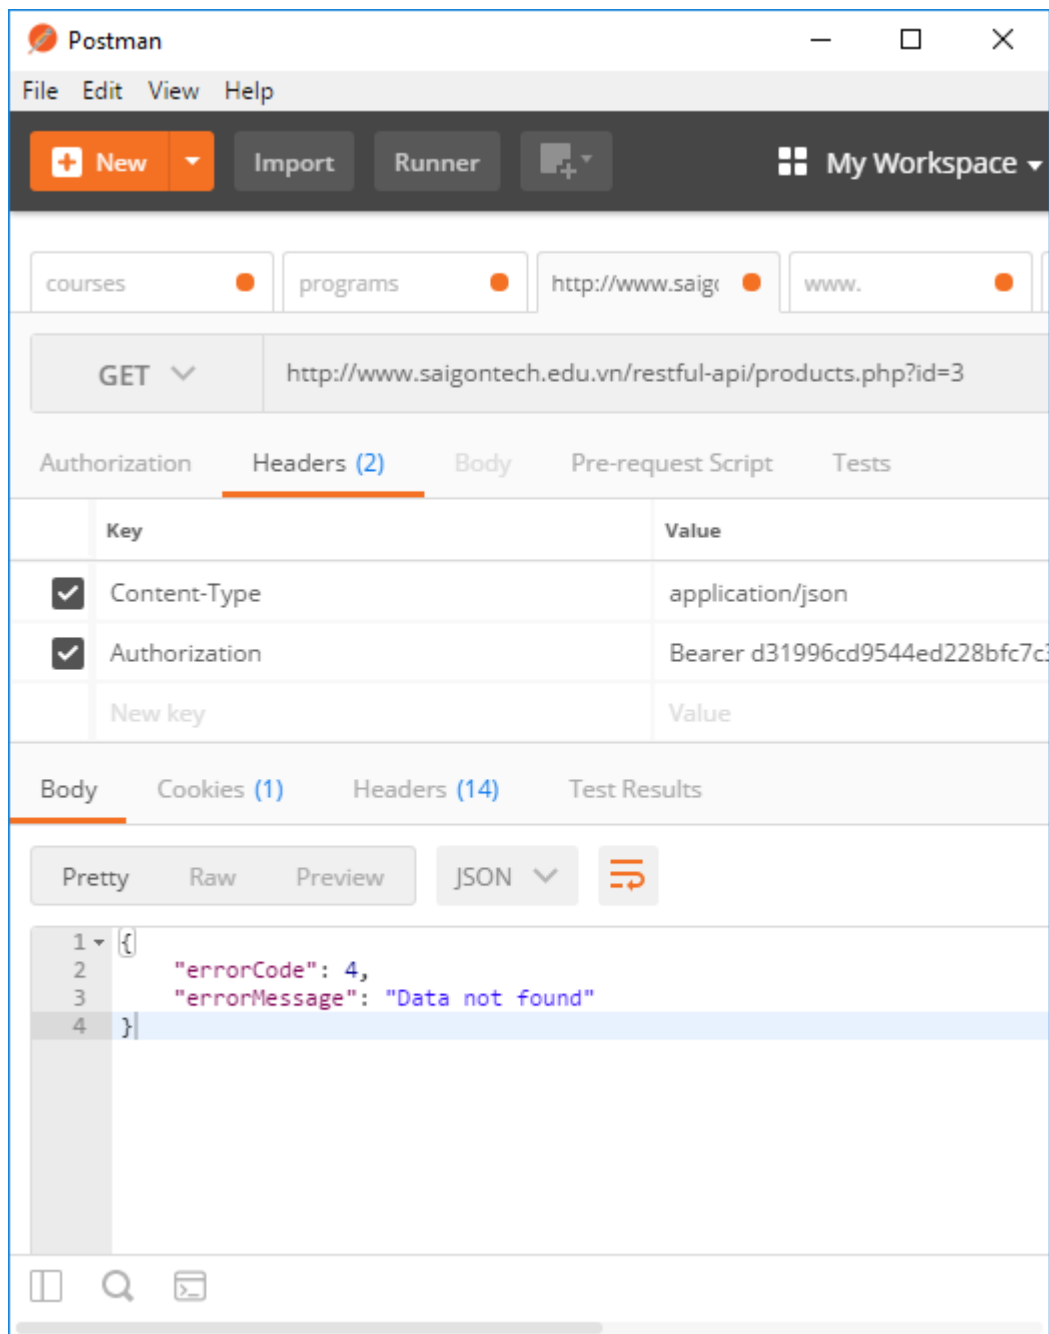 Postman
File Edit View Help
New Import Runner My Workspace
courses programs http://www.saig www.
GET http://www.saigontech.edu.vn/restful-api/products.php?id=3
Authorization Headers (2) Body Pre-request Script Tests
Key Value
Content-Type application/json
Authorization Bearer d31996cd9544ed228bfc7c
New key Value
Body Cookies (1) Headers (14) Test Results
Pretty Raw Preview JSON
1 {
2 "errorCode": 4,
3 "errorMessage": "Data not found"
4 }